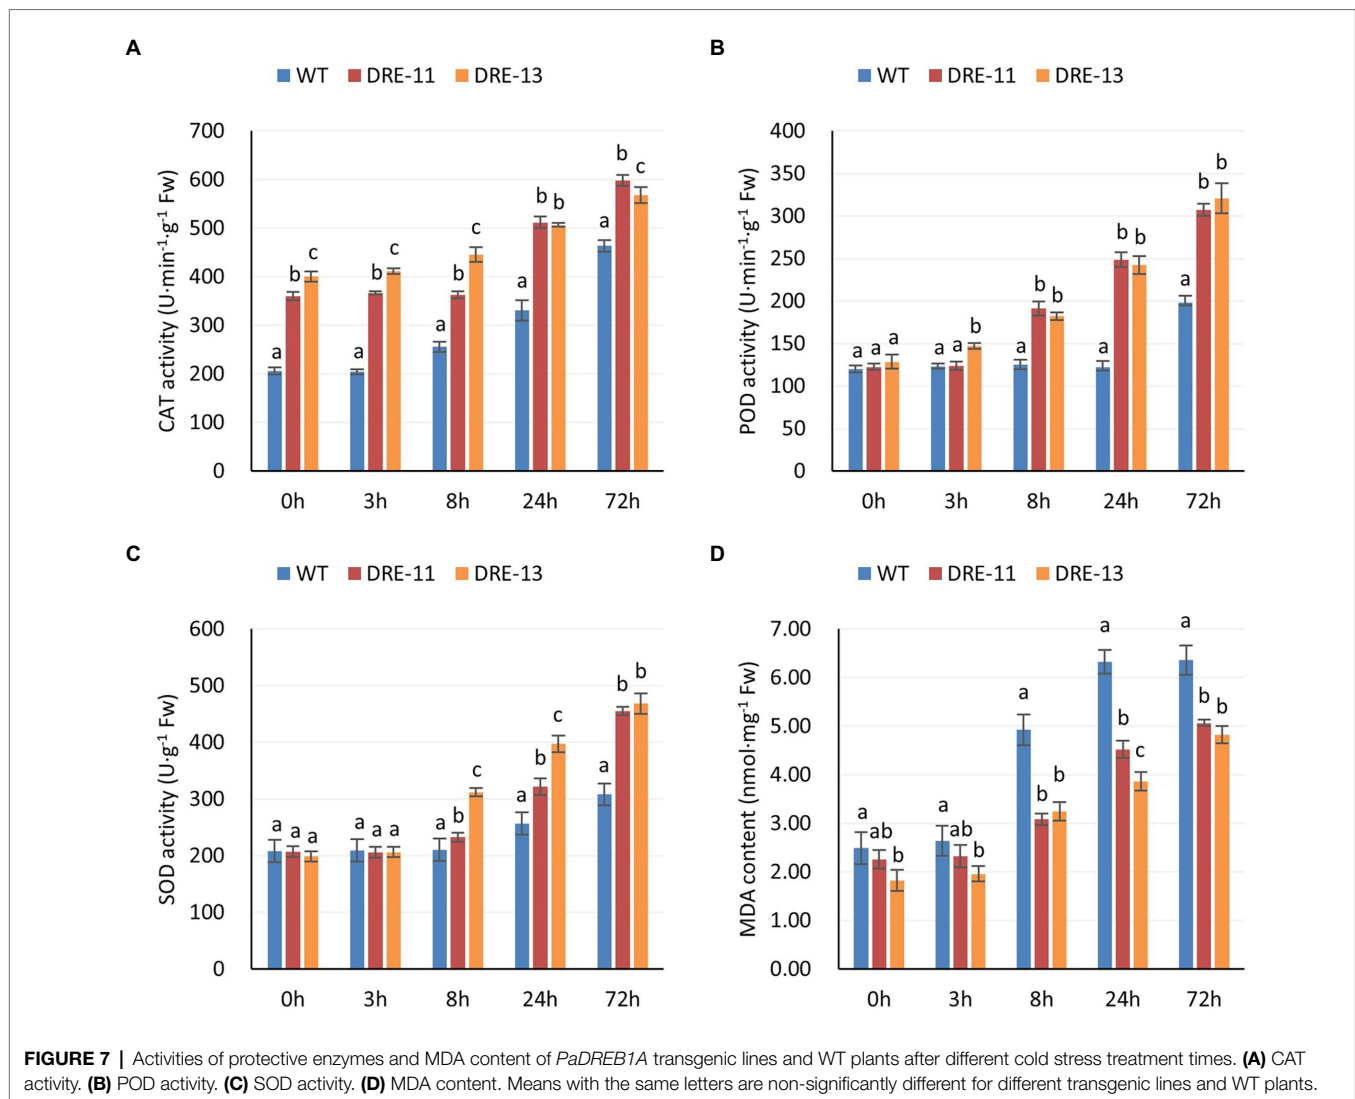 A
WT DRE-11 DRE-13
CAT activity (U·min⁻¹·g⁻¹ Fw)
700
600
500
400
300
200
100
0
a b c
a b c
a b c
a b b
a b c
0h 3h 8h 24h 72h
B
WT DRE-11 DRE-13
POD activity (U·min⁻¹·g⁻¹ Fw)
400
350
300
250
200
150
100
50
0
a a a
a a b
a b b
a b b
a b b
0h 3h 8h 24h 72h
C
WT DRE-11 DRE-13
SOD activity (U·g⁻¹ Fw)
600
500
400
300
200
100
0
a a a
a a a
a b c
a b c
a b b
0h 3h 8h 24h 72h
D
WT DRE-11 DRE-13
MDA content (nmol·mg⁻¹ Fw)
7.00
6.00
5.00
4.00
3.00
2.00
1.00
0.00
a ab b
a ab b
a b b
a b c
a b b
0h 3h 8h 24h 72h
FIGURE 7 | Activities of protective enzymes and MDA content of PaDREB1A transgenic lines and WT plants after different cold stress treatment times. (A) CAT
activity. (B) POD activity. (C) SOD activity. (D) MDA content. Means with the same letters are non-significantly different for different transgenic lines and WT plants.